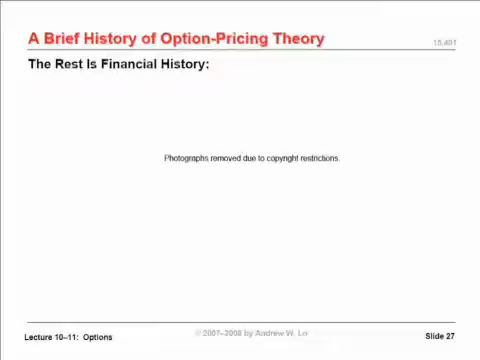 A Brief History of Option-Pricing Theory
15.401
The Rest Is Financial History:
Photographs removed due to copyright restrictions.
© 2007–2008 by Andrew W. Lo
Lecture 10–11: Options
Slide 27